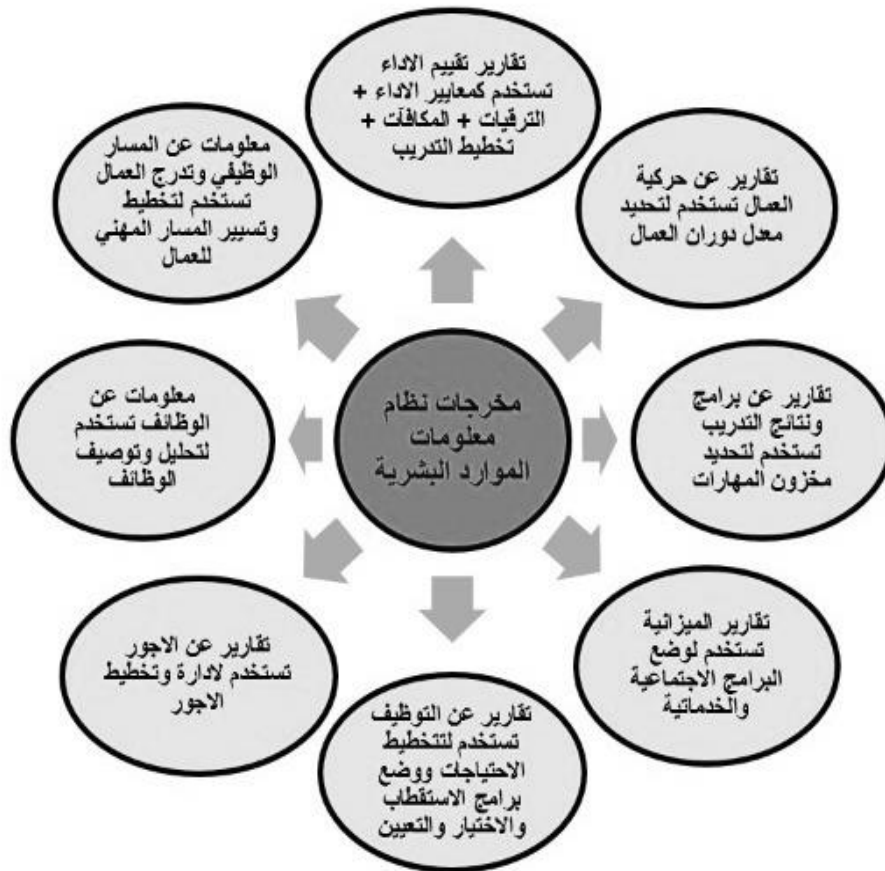 تقارير تقييم الاداء
تستخدم كمعايير الاداء +
الترقيات + المكافآت +
تخطيط التدريب
تقارير عن حركية
العمال تستخدم لتحديد
معدل دوران العمال
تقارير عن برامج
ونتائج التدريب
تستخدم لتحديد
مخزون المهارات
تقارير الميزانية
تستخدم لوضع
البرامج الاجتماعية
والخدماتية
تقارير عن التوظيف
تستخدم لتتخطيط
الاحتياجات ووضع
برامج الاستقطاب
والاختيار والتعيين
تقارير عن الاجور
تستخدم لادارة وتخطيط
الاجور
معلومات عن
الوظائف تستخدم
لتحليل وتوصيف
الوظائف
معلومات عن المسار
الوظيفي وتدرج العمال
تستخدم لتخطيط
وتسيير المسار المهني
للعمال
مخرجات نظام
معلومات
الموارد البشرية